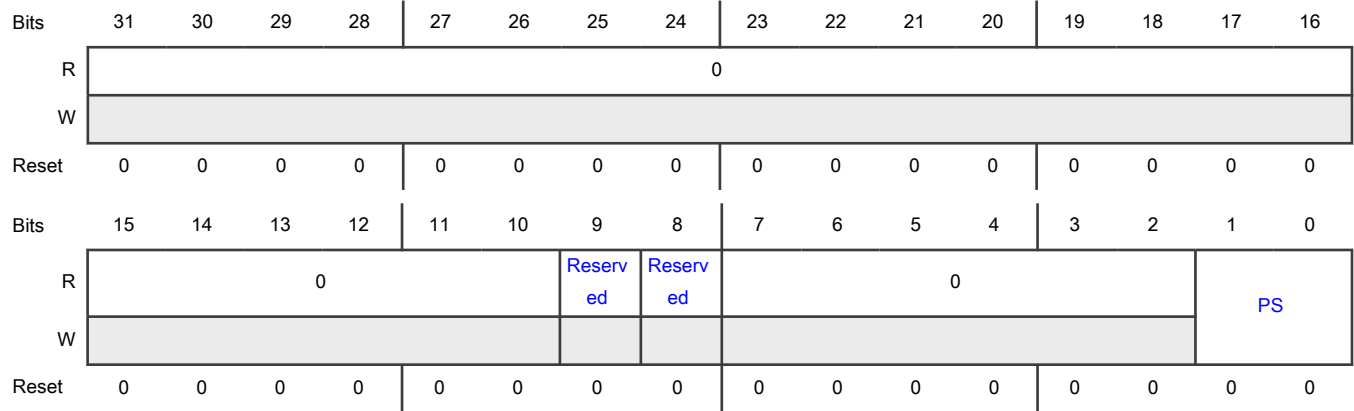 Bits 31 30 29 28 27 26 25 24 23 22 21 20 19 18 17 16
R 0
W
Reset 0 0 0 0 0 0 0 0 0 0 0 0 0 0 0 0
Bits 15 14 13 12 11 10 9 8 7 6 5 4 3 2 1 0
R 0 Reserv ed Reserv ed 0 PS
W
Reset 0 0 0 0 0 0 0 0 0 0 0 0 0 0 0 0